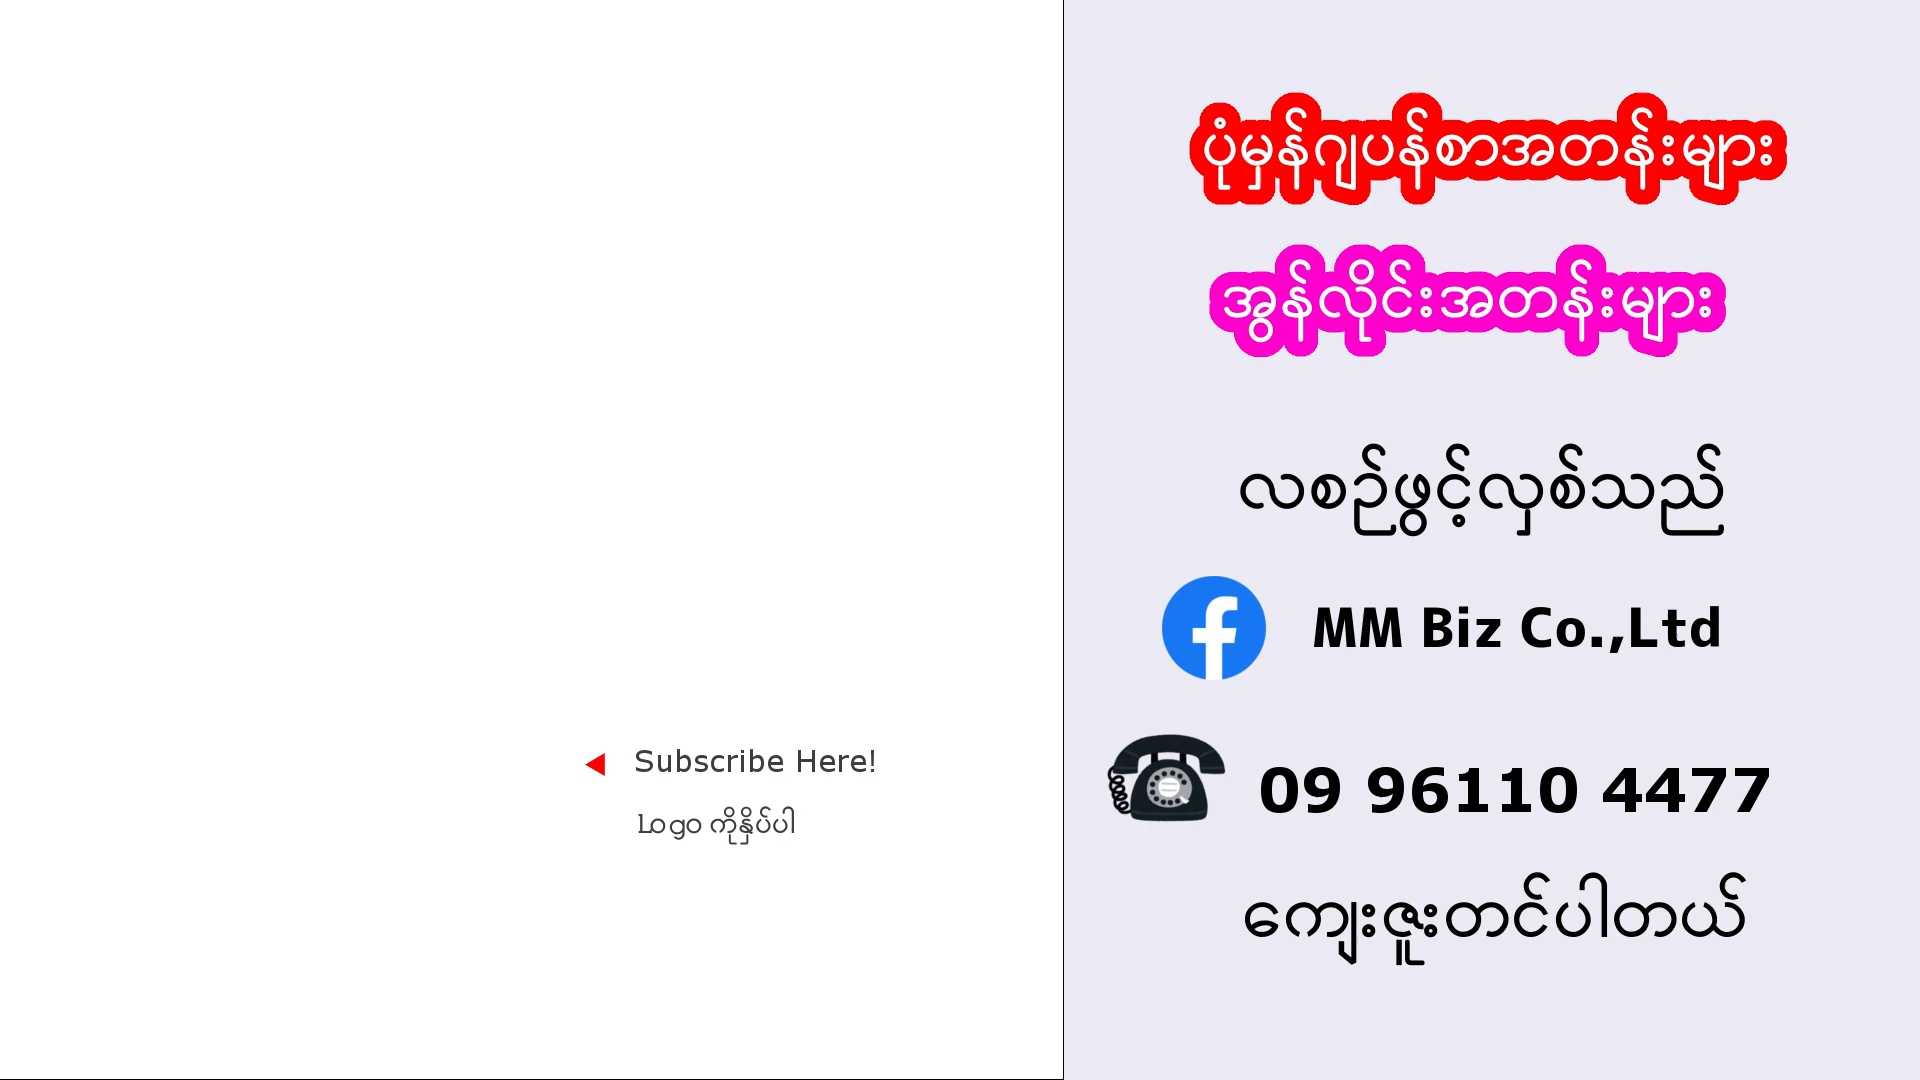 Subscribe Here!
Logo ကိုနှိပ်ပါ
ပုံမှန်ဂျပန်စာအတန်းများ
အွန်လိုင်းအတန်းများ
လစဉ်ဖွင့်လှစ်သည်
MM Biz Co.,Ltd
09 96110 4477
ကျေးဇူးတင်ပါတယ်